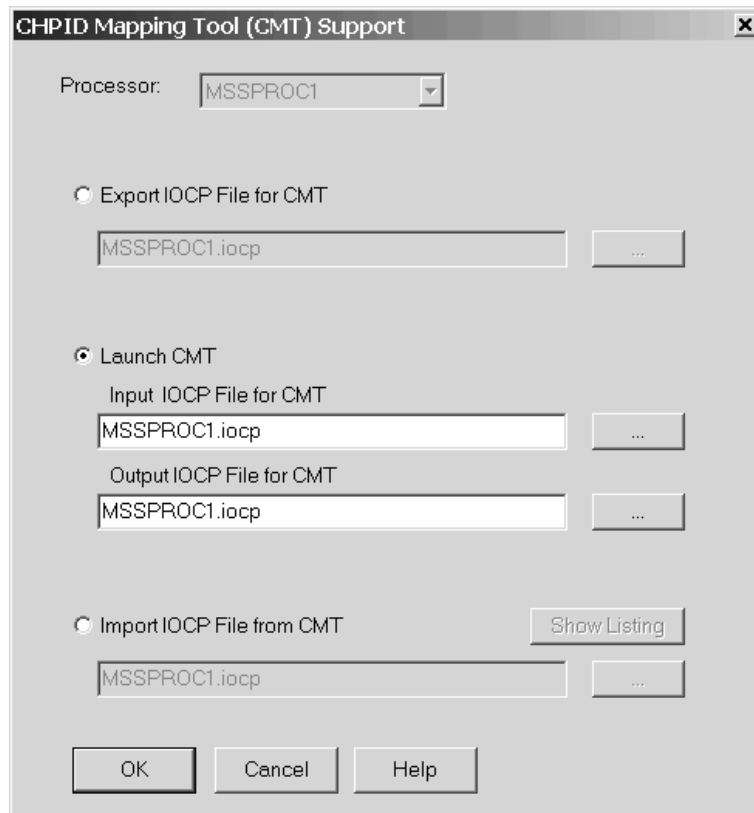 CHPID Mapping Tool (CMT) Support
Processor: MSSPROC1
Export IOCP File for CMT
MSSPROC1.iocp ...
Launch CMT
Input IOCP File for CMT
MSSPROC1.iocp ...
Output IOCP File for CMT
MSSPROC1.iocp ...
Import IOCP File from CMT Show Listing
MSSPROC1.iocp ...
OK Cancel Help